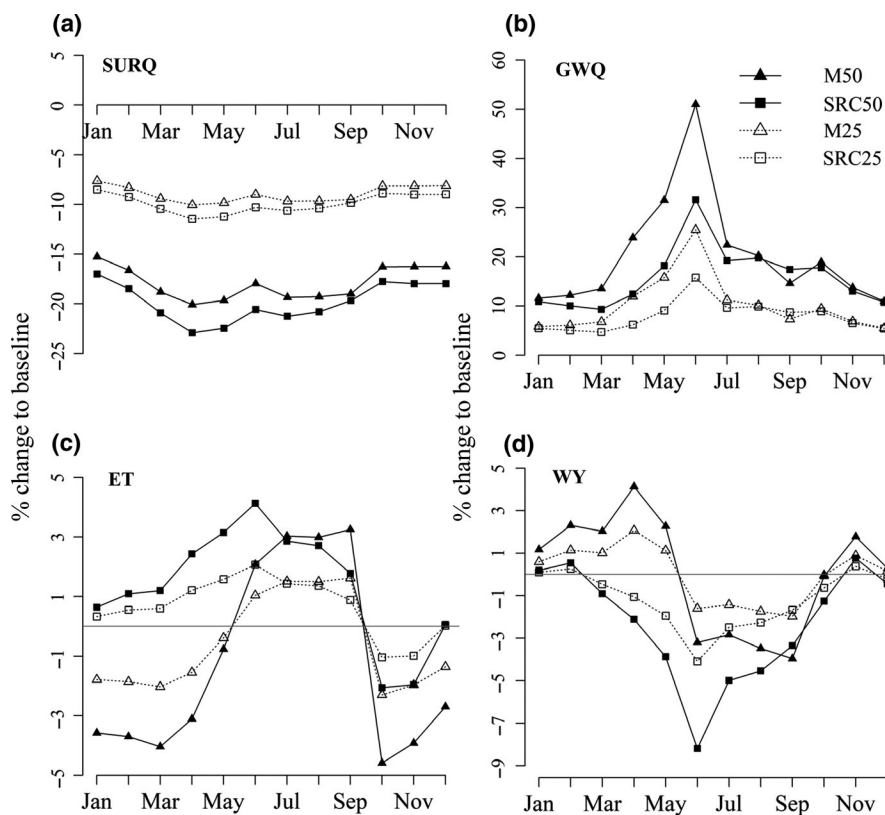 (a)
SURQ
5
0
−5
−10
−15
−20
−25
Jan Mar May Jul Sep Nov
(b)
GWQ
60
50
40
30
20
10
0
M50
SRC50
M25
SRC25
Jan Mar May Jul Sep Nov
% change to baseline
% change to baseline
(c)
ET
5
3
1
−1
−3
−5
Jan Mar May Jul Sep Nov
(d)
WY
5
3
1
−1
−3
−5
−7
−9
Jan Mar May Jul Sep Nov